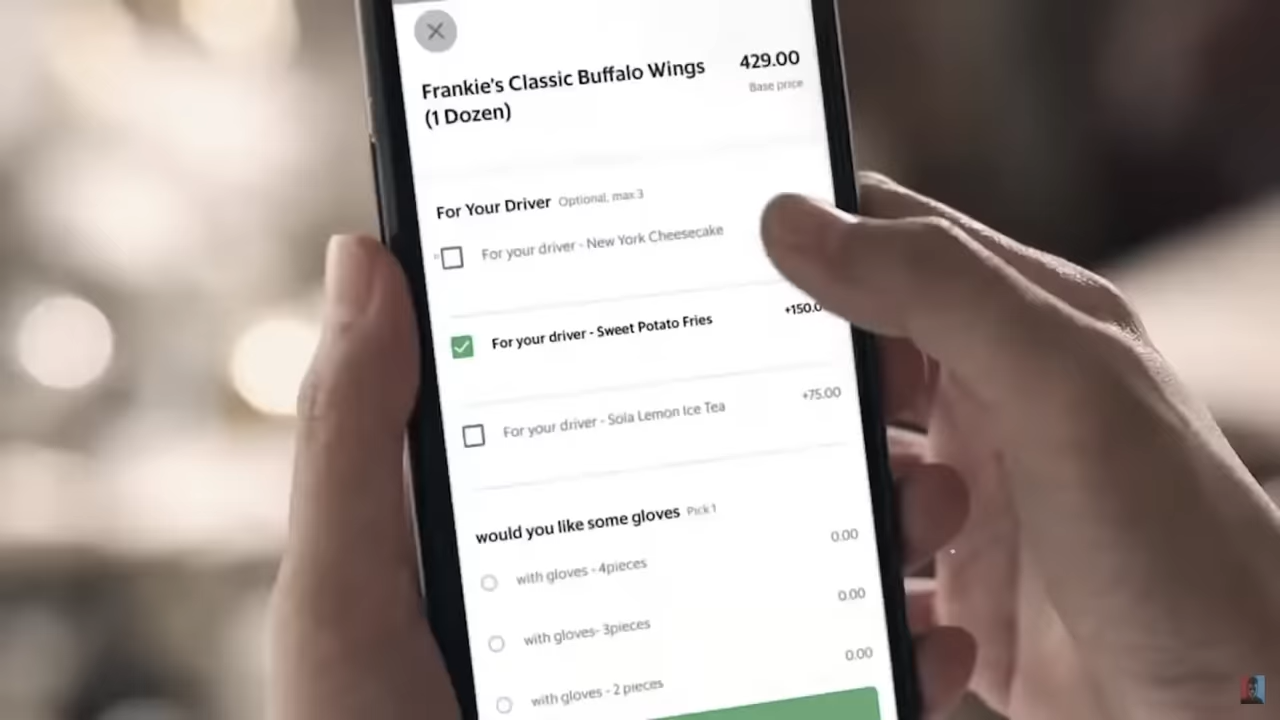 Frankie's Classic Buffalo Wings
(1 Dozen)
429.00
Base price
For Your Driver Optional, max 3
For your driver - New York Cheesecake
For your driver - Sweet Potato Fries
+150.0
For your driver - Sola Lemon Ice Tea
+75.00
would you like some gloves Pick 1
with gloves - 4pieces
0.00
with gloves- 3pieces
0.00
with gloves - 2 pieces
0.00